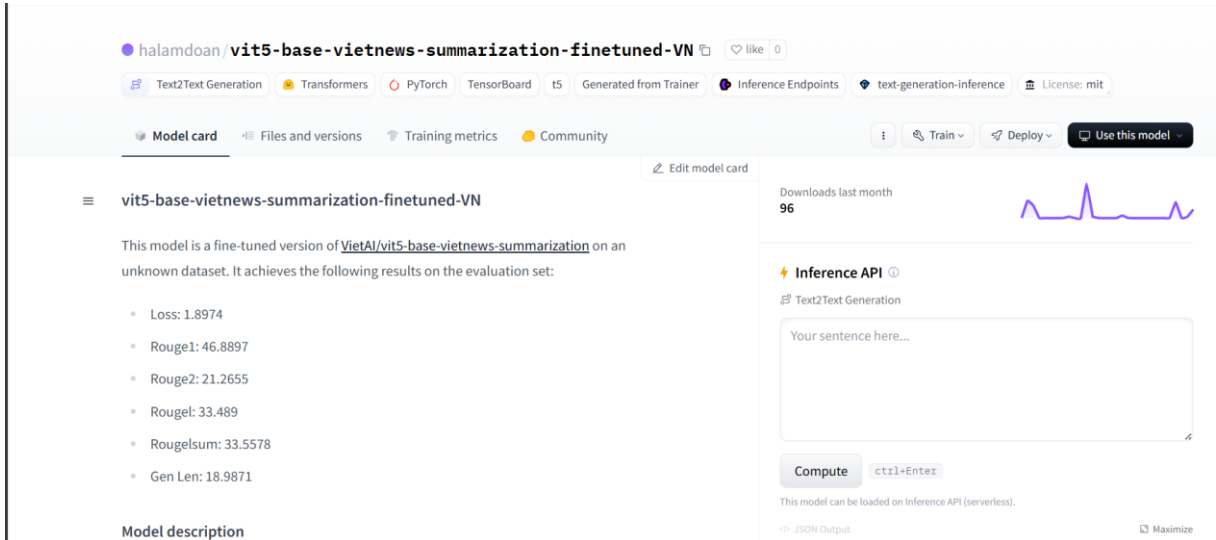 halamdoan/vit5-base-vietnews-summarization-finetuned-VN like 0
Text2Text Generation Transformers PyTorch TensorBoard t5 Generated from Trainer Inference Endpoints text-generation-inference License: mit
Model card Files and versions Training metrics Community Train Deploy Use this model
Edit model card
vit5-base-vietnews-summarization-finetuned-VN
This model is a fine-tuned version of VietAI/vit5-base-vietnews-summarization on an
unknown dataset. It achieves the following results on the evaluation set:
Loss: 1.8974
Rouge1: 46.8897
Rouge2: 21.2655
Rougel: 33.489
Rougelsum: 33.5578
Gen Len: 18.9871
Model description
Downloads last month
96
Inference API
Text2Text Generation
Your sentence here...
Compute ctrl+Enter
This model can be loaded on Inference API (serverless).
</> JSON Output Maximize